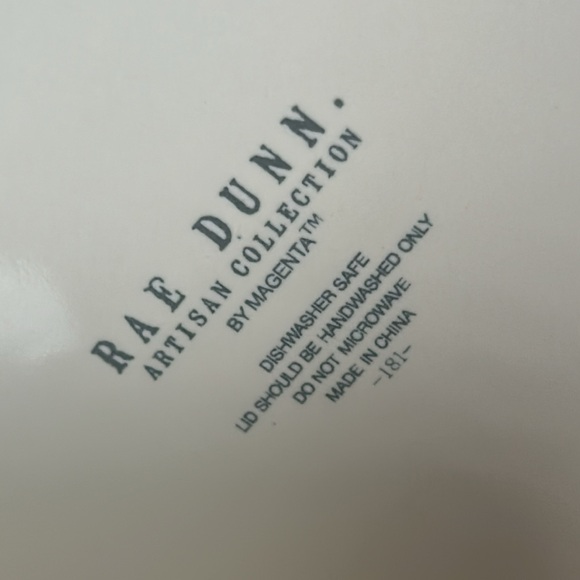 RAE DUNN.
ARTISAN COLLECTION
BY MAGENTA™
DISHWASHER SAFE
LID SHOULD BE HANDWASHED ONLY
DO NOT MICROWAVE
MADE IN CHINA
-181-